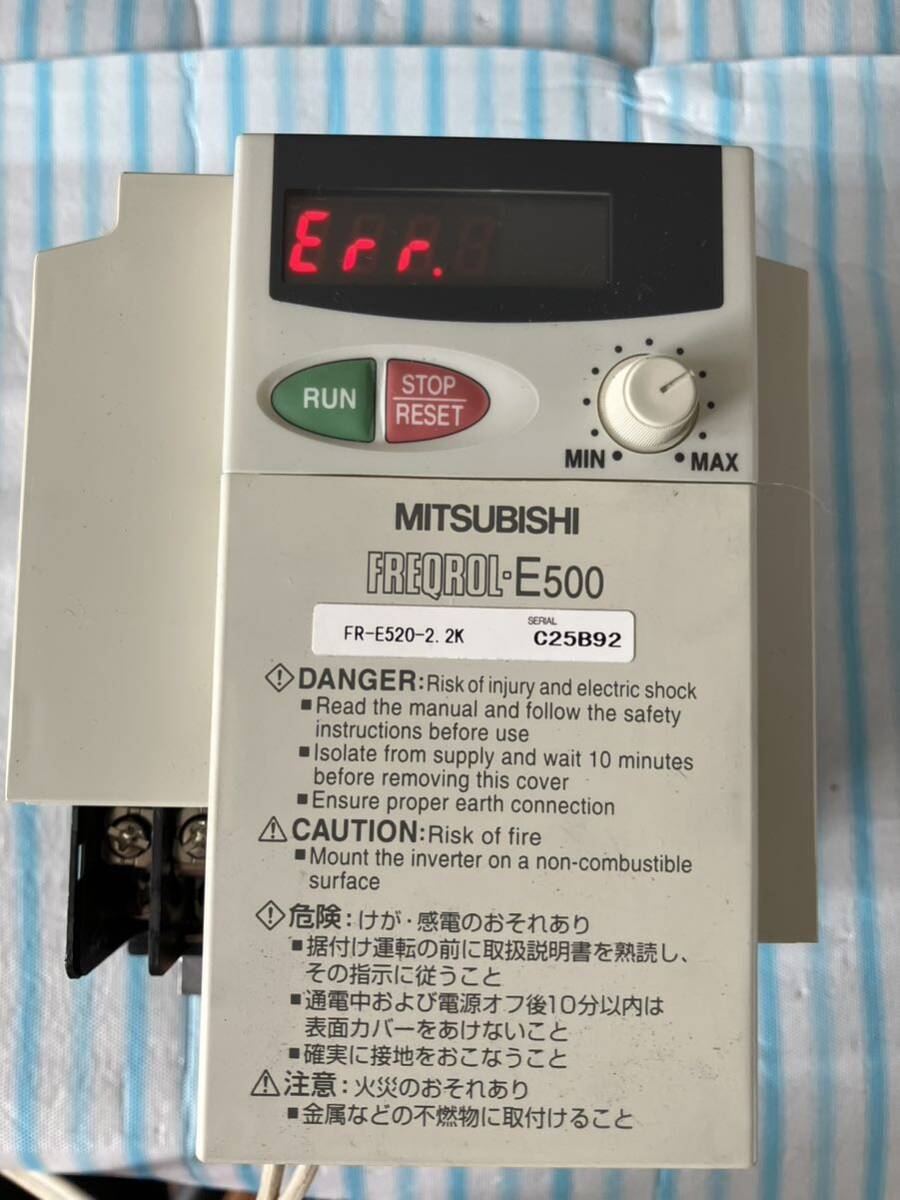 Err.
RUN
STOP
RESET
MIN
MAX
MITSUBISHI
FREQROL-E500
FR-E520-2.2K
SERIAL
C25B92
DANGER:Risk of injury and electric shock
■Read the manual and follow the safety
instructions before use
■Isolate from supply and wait 10 minutes
before removing this cover
■Ensure proper earth connection
CAUTION:Risk of fire
■Mount the inverter on a non-combustible
surface
危険:けが・感電のおそれあり
■据付け運転の前に取扱説明書を熟読し、
その指示に従うこと
■通電中および電源オフ後10分以内は
表面カバーをあけないこと
■確実に接地をおこなうこと
注意:火災のおそれあり
■金属などの不燃物に取付けること